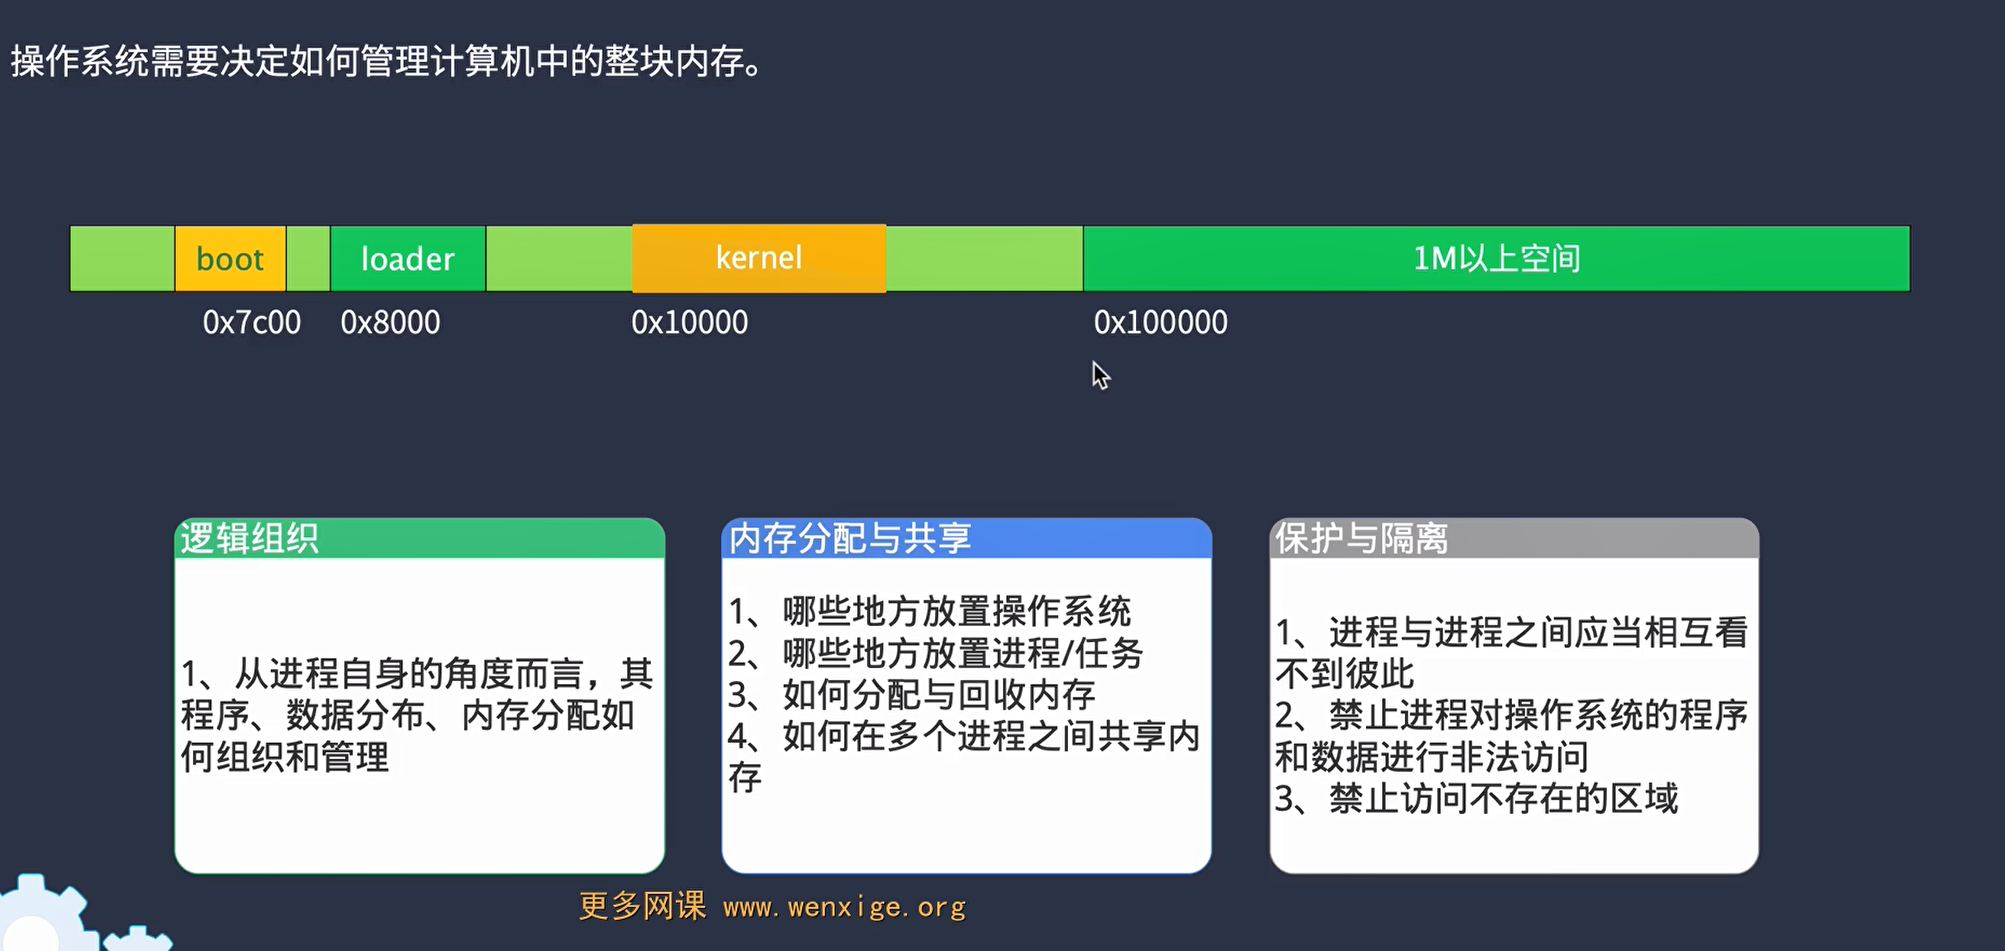 操作系统需要决定如何管理计算机中的整块内存。
boot
loader
kernel
1M以上空间
0x7c00
0x8000
0x10000
0x100000
逻辑组织
1、从进程自身的角度而言，其
程序、数据分布、内存分配如
何组织和管理
内存分配与共享
1、哪些地方放置操作系统
2、哪些地方放置进程/任务
3、如何分配与回收内存
4、如何在多个进程之间共享内
存
保护与隔离
1、进程与进程之间应当相互看
不到彼此
2、禁止进程对操作系统的程序
和数据进行非法访问
3、禁止访问不存在的区域
更多网课 www.wenxige.org